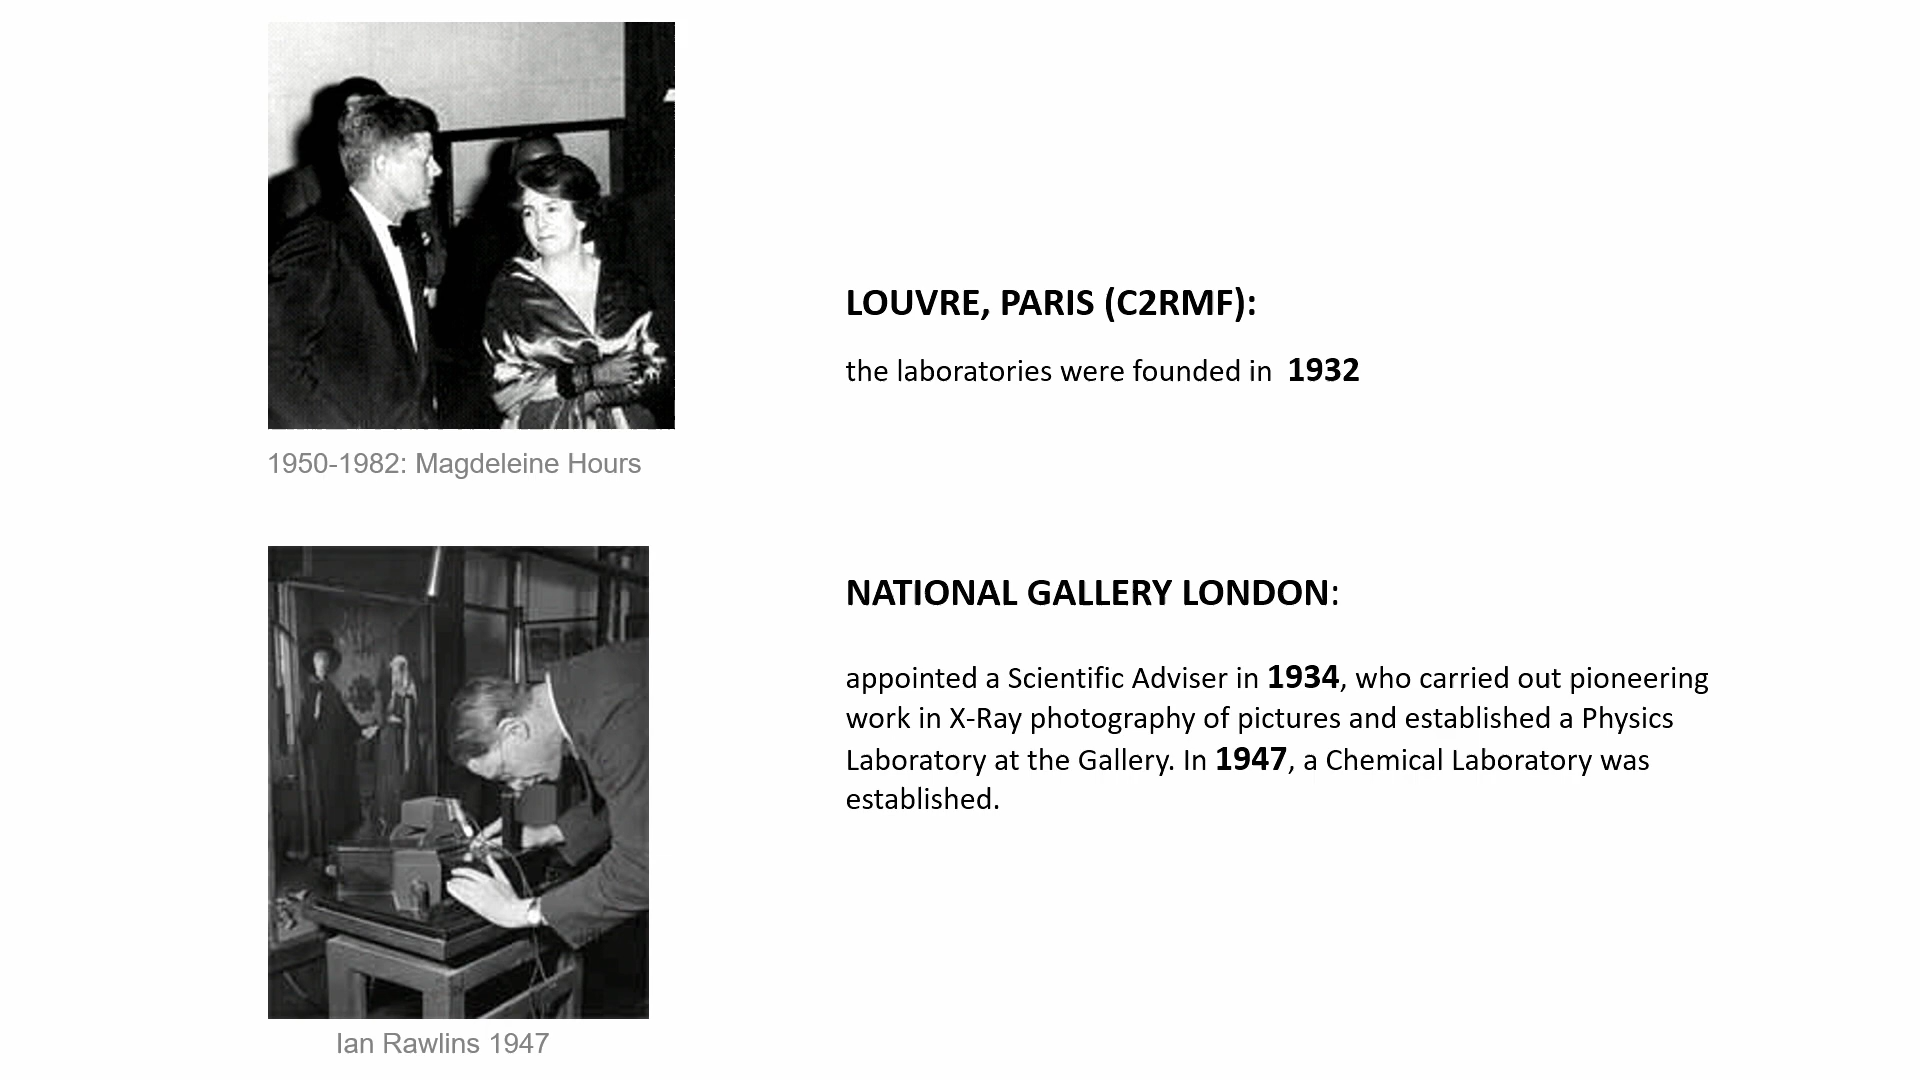 LOUVRE, PARIS (C2RMF):
the laboratories were founded in 1932
1950-1982: Magdeleine Hours
NATIONAL GALLERY LONDON:
appointed a Scientific Adviser in 1934, who carried out pioneering
work in X-Ray photography of pictures and established a Physics
Laboratory at the Gallery. In 1947, a Chemical Laboratory was
established.
Ian Rawlins 1947